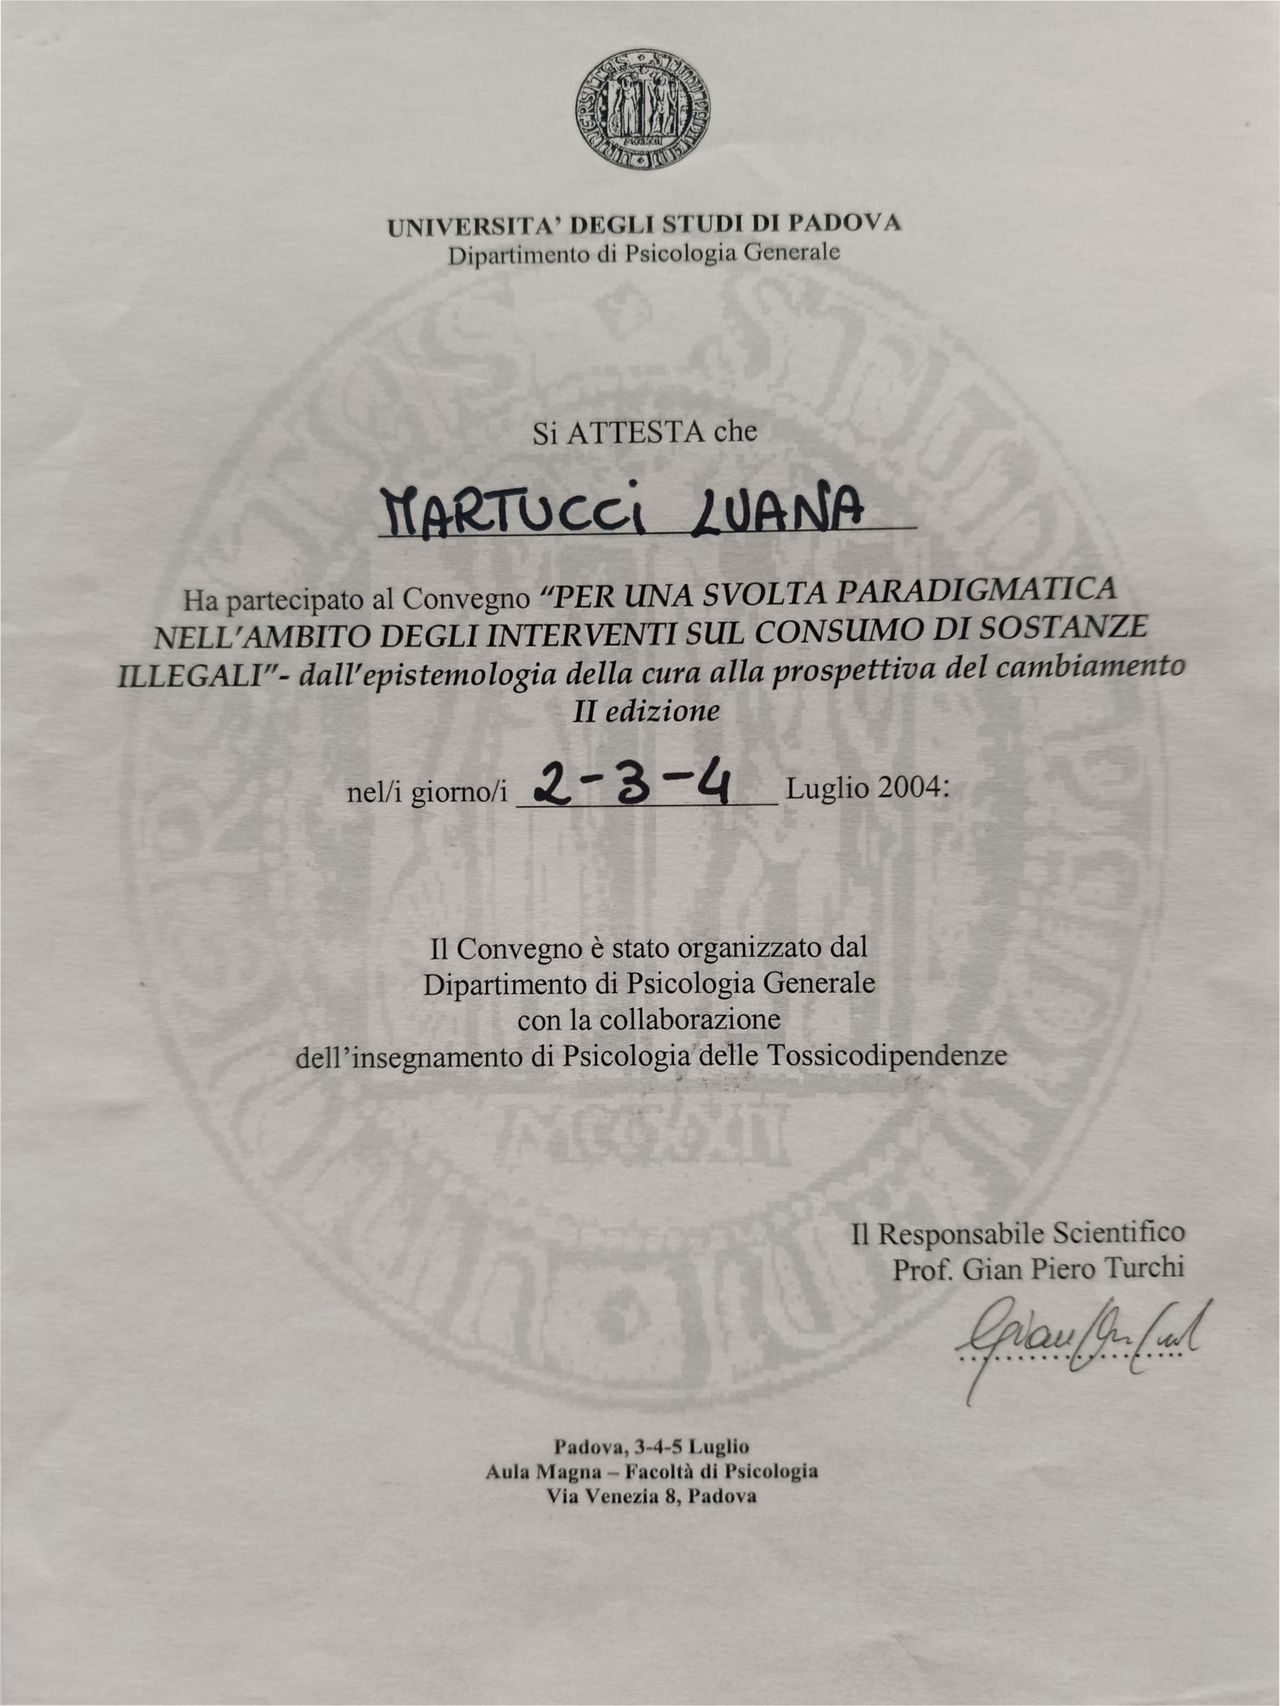 UNIVERSITA' DEGLI STUDI DI PADOVA
Dipartimento di Psicologia Generale
Si ATTESTA che
MARTUCCi LUANA
Ha partecipato al Convegno “PER UNA SVOLTA PARADIGMATICA
NELL'AMBITO DEGLI INTERVENTI SUL CONSUMO DI SOSTANZE
ILLEGALI”- dall'epistemologia della cura alla prospettiva del cambiamento
II edizione
nel/i giorno/i 2-3-4 Luglio 2004:
Il Convegno è stato organizzato dal
Dipartimento di Psicologia Generale
con la collaborazione
dell'insegnamento di Psicologia delle Tossicodipendenze
MCCXXII
Il Responsabile Scientifico
Prof. Gian Piero Turchi
Padova, 3-4-5 Luglio
Aula Magna – Facoltà di Psicologia
Via Venezia 8, Padova